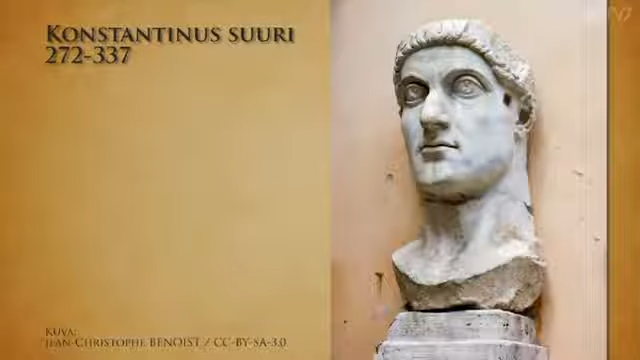 Konstantinus suuri
272-337
Kuva:
Jean-Christophe BENOIST / CC-BY-SA-3.0